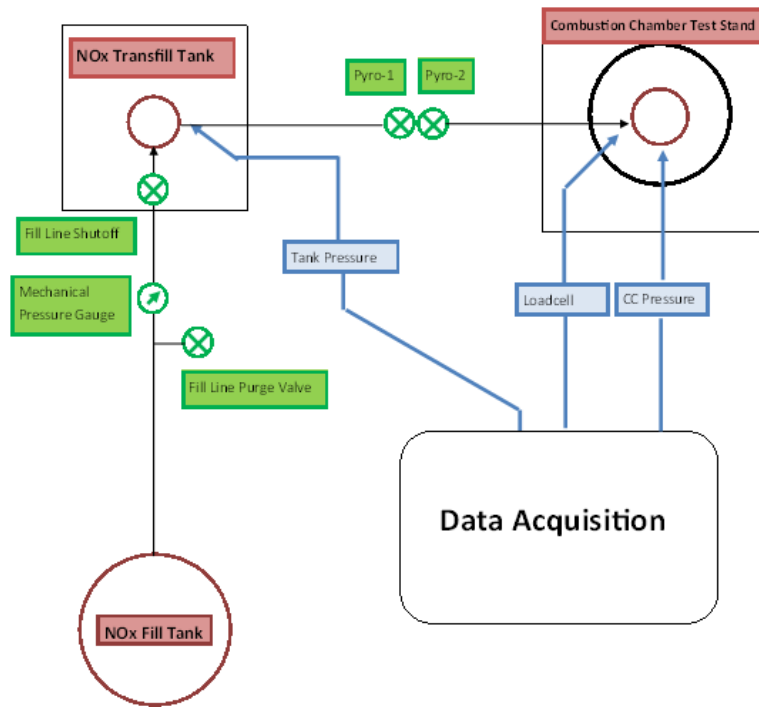 Combustion Chamber Test Stand
NOx Transfill Tank
Pyro-1
Pyro-2
Fill Line Shutoff
Tank Pressure
Mechanical
Pressure Gauge
Loadcell
CC Pressure
Fill Line Purge Valve
Data Acquisition
NOx Fill Tank